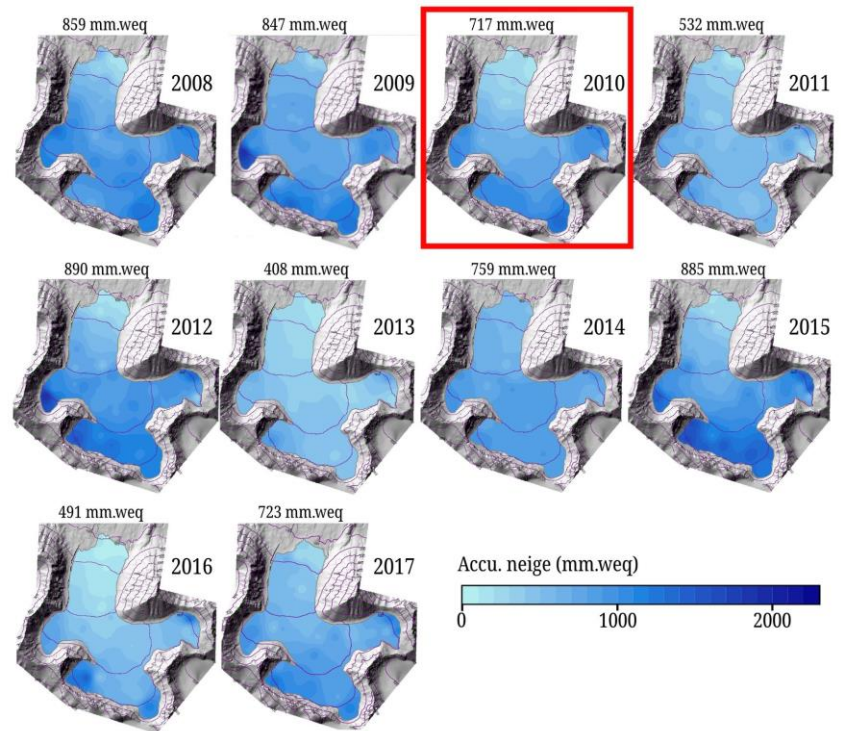 859 mm.weq
847 mm.weq
717 mm.weq
532 mm.weq
2008
2009
2010
2011
890 mm.weq
408 mm.weq
759 mm.weq
885 mm.weq
2012
2013
2014
2015
491 mm.weq
723 mm.weq
2016
2017
Accu. neige (mm.weq)
0
1000
2000